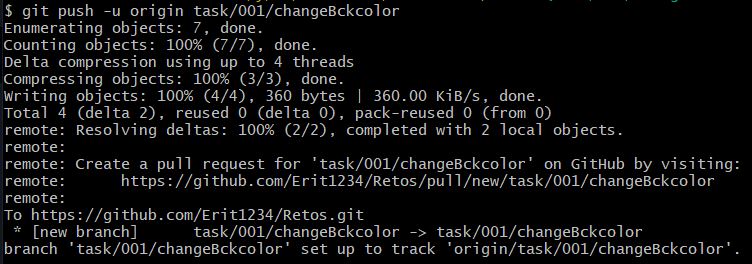 $ git push -u origin task/001/changeBckcolor
Enumerating objects: 7, done.
Counting objects: 100% (7/7), done.
Delta compression using up to 4 threads
Compressing objects: 100% (3/3), done.
Writing objects: 100% (4/4), 360 bytes | 360.00 KiB/s, done.
Total 4 (delta 2), reused 0 (delta 0), pack-reused 0 (from 0)
remote: Resolving deltas: 100% (2/2), completed with 2 local objects.
remote:
remote: Create a pull request for 'task/001/changeBckcolor' on GitHub by visiting:
remote:      https://github.com/Erit1234/Retos/pull/new/task/001/changeBckcolor
remote:
To https://github.com/Erit1234/Retos.git
 * [new branch]      task/001/changeBckcolor -> task/001/changeBckcolor
branch 'task/001/changeBckcolor' set up to track 'origin/task/001/changeBckcolor'.